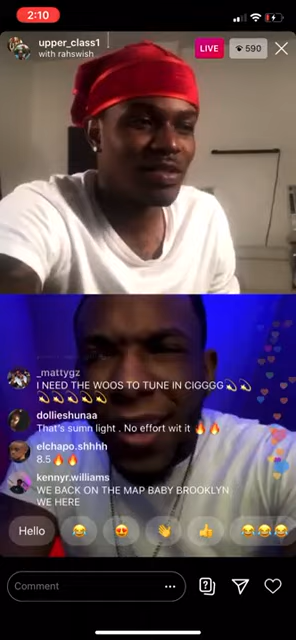 2:10
upper_class1
with rahswish
LIVE
590
_mattygz
I NEED THE WOOS TO TUNE IN CIGGGG💫💫
💫💫💫💫💫
dollieshunaa
That's sumn light . No effort wit it 🔥🔥
elchapo.shhhh
8.5 🔥🔥
kennyr.williams
WE BACK ON THE MAP BABY BROOKLYN
WE HERE
Hello 😂 😍 👏 👍 😂😂😂
Comment